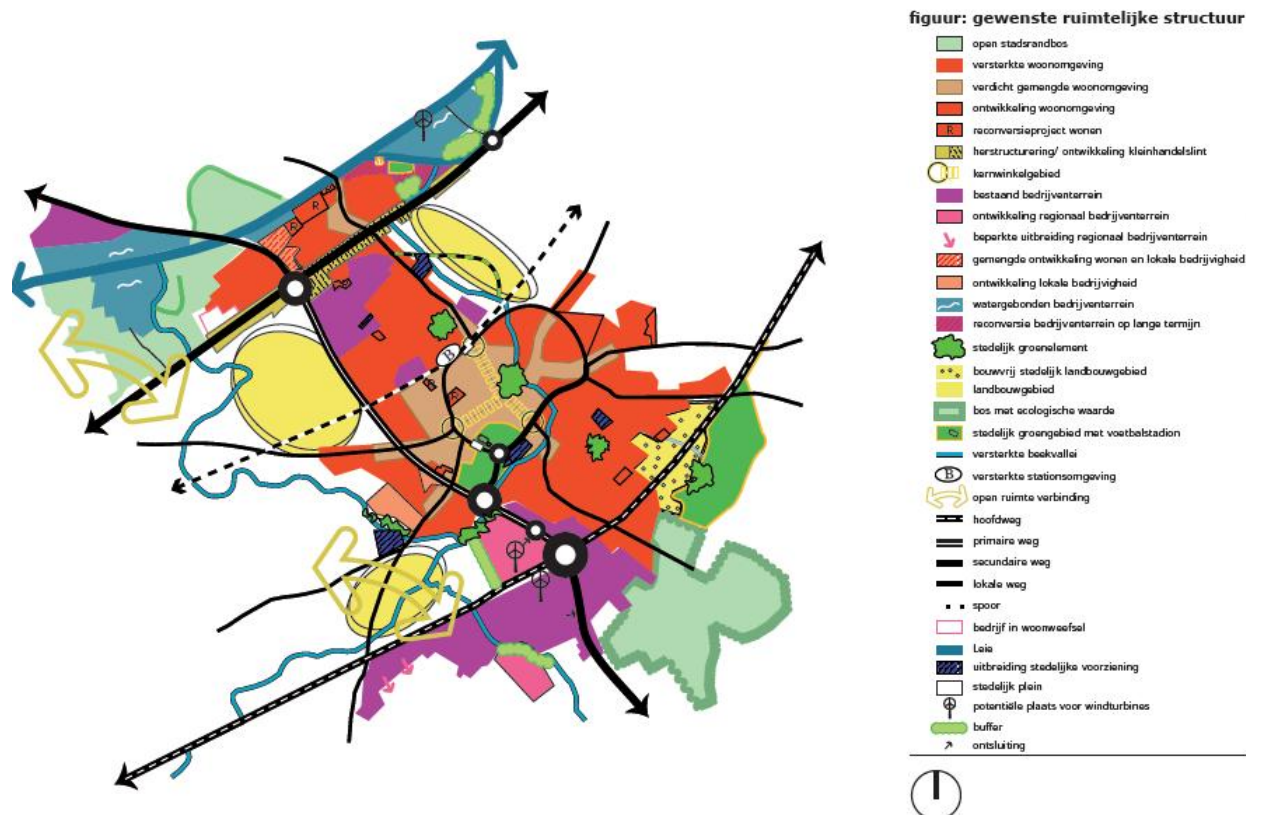 figuur: gewenste ruimtelijke structuur
open stadsrandbos
versterkte woonomgeving
verdicht gemengde woonomgeving
ontwikkeling woonomgeving
R reconversieproject wonen
herstructurering/ ontwikkeling kleinhandelslint
kernwinkelgebied
bestaand bedrijventerrein
ontwikkeling regionaal bedrijventerrein
beperkte uitbreiding regionaal bedrijventerrein
gemengde ontwikkeling wonen en lokale bedrijvigheid
ontwikkeling lokale bedrijvigheid
watergebonden bedrijventerrein
reconversie bedrijventerrein op lange termijn
stedelijk groenelement
bouwvrij stedelijk landbouwgebied
landbouwgebied
bos met ecologische waarde
stedelijk groengebied met voetbalstadion
versterkte beekvallei
B versterkte stationsomgeving
open ruimte verbinding
hoofdweg
primaire weg
secundaire weg
lokale weg
spoor
bedrijf in woonweefsel
Leie
uitbreiding stedelijke voorziening
stedelijk plein
potentiële plaats voor windturbines
buffer
ontsluiting
R
R
B
R